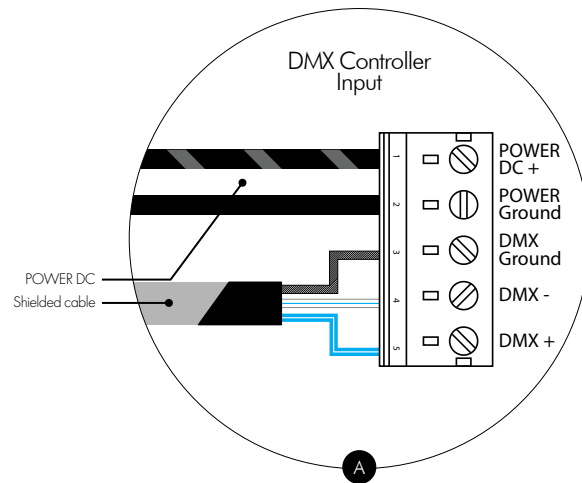 DMX Controller
Input
1
POWER
DC +
2
POWER
Ground
3
DMX
Ground
4
DMX -
5
DMX +
POWER DC
Shielded cable
A